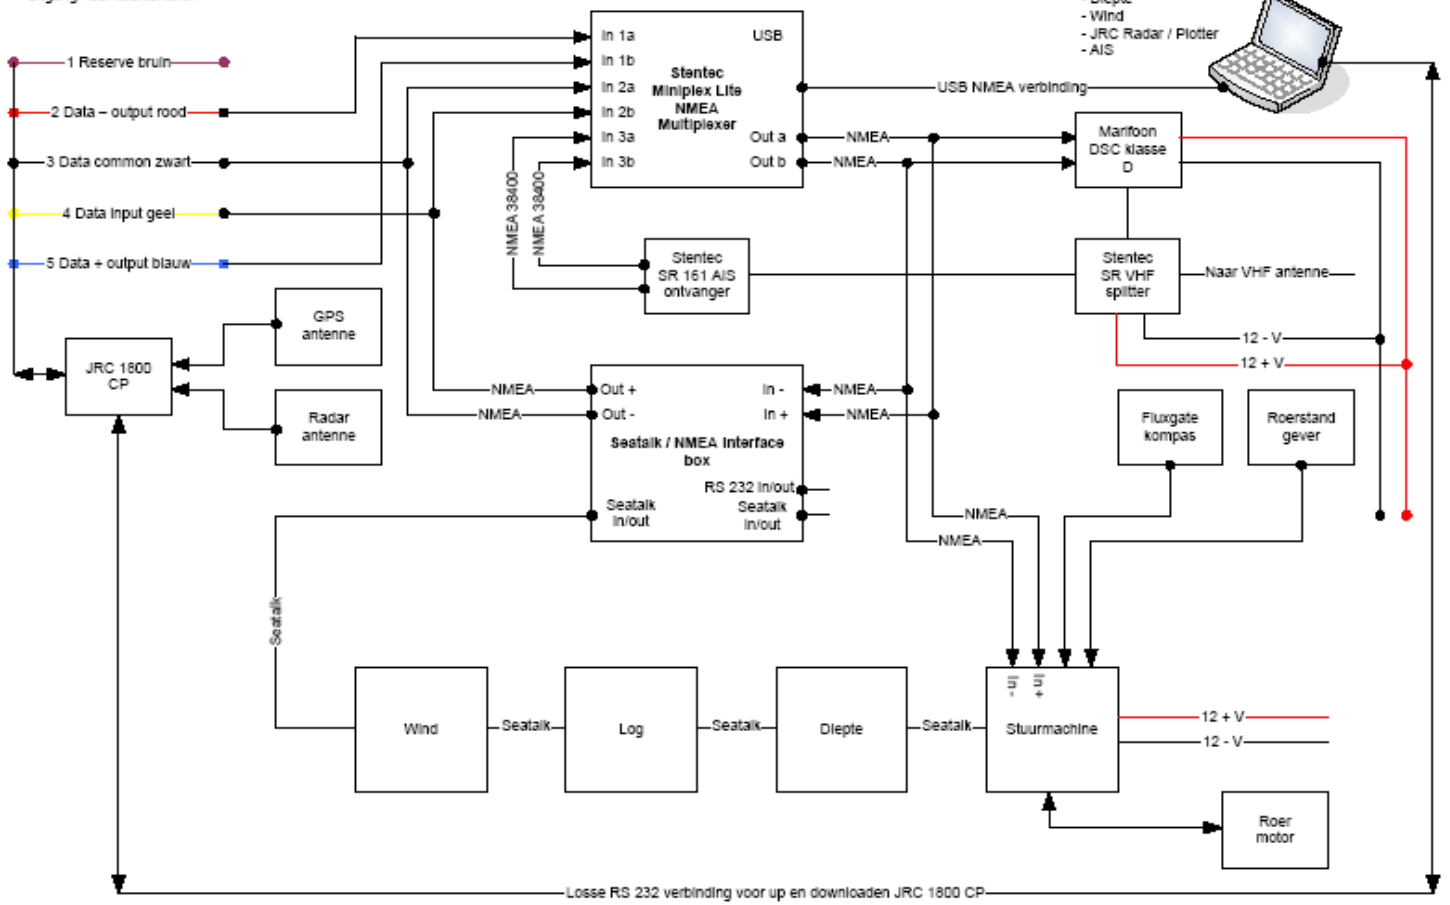 - Diepte
- Wind
- JRC Radar / Plotter
- AIS
In 1a
USB
In 1b
In 2a
In 2b
In 3a
In 3b
Stentec
Miniplex Lite
NMEA
Multiplexer
Out a
Out b
1 Reserve bruin
2 Data – output rood
3 Data common zwart
4 Data input geel
5 Data + output blauw
USB NMEA verbinding
NMEA
NMEA
Marifoon
DSC klasse
D
NMEA 38400
NMEA 38400
Stentec
SR 161 AIS
ontvanger
Stentec
SR VHF
splitter
Naar VHF antenne
12 - V
12 + V
GPS
antenne
JRC 1800
CP
Radar
antenne
NMEA
NMEA
Out +
Out -
In -
In +
NMEA
NMEA
Seatalk / NMEA Interface
box
RS 232 In/out
Seatalk
In/out
Seatalk
In/out
Fluxgate
kompas
Roerstand
gever
NMEA
NMEA
Seatalk
Wind
Seatalk
Log
Seatalk
Diepte
Seatalk
In -
In +
Stuurmachine
12 + V
12 - V
Roer
motor
Losse RS 232 verbinding voor up en downloaden JRC 1800 CP